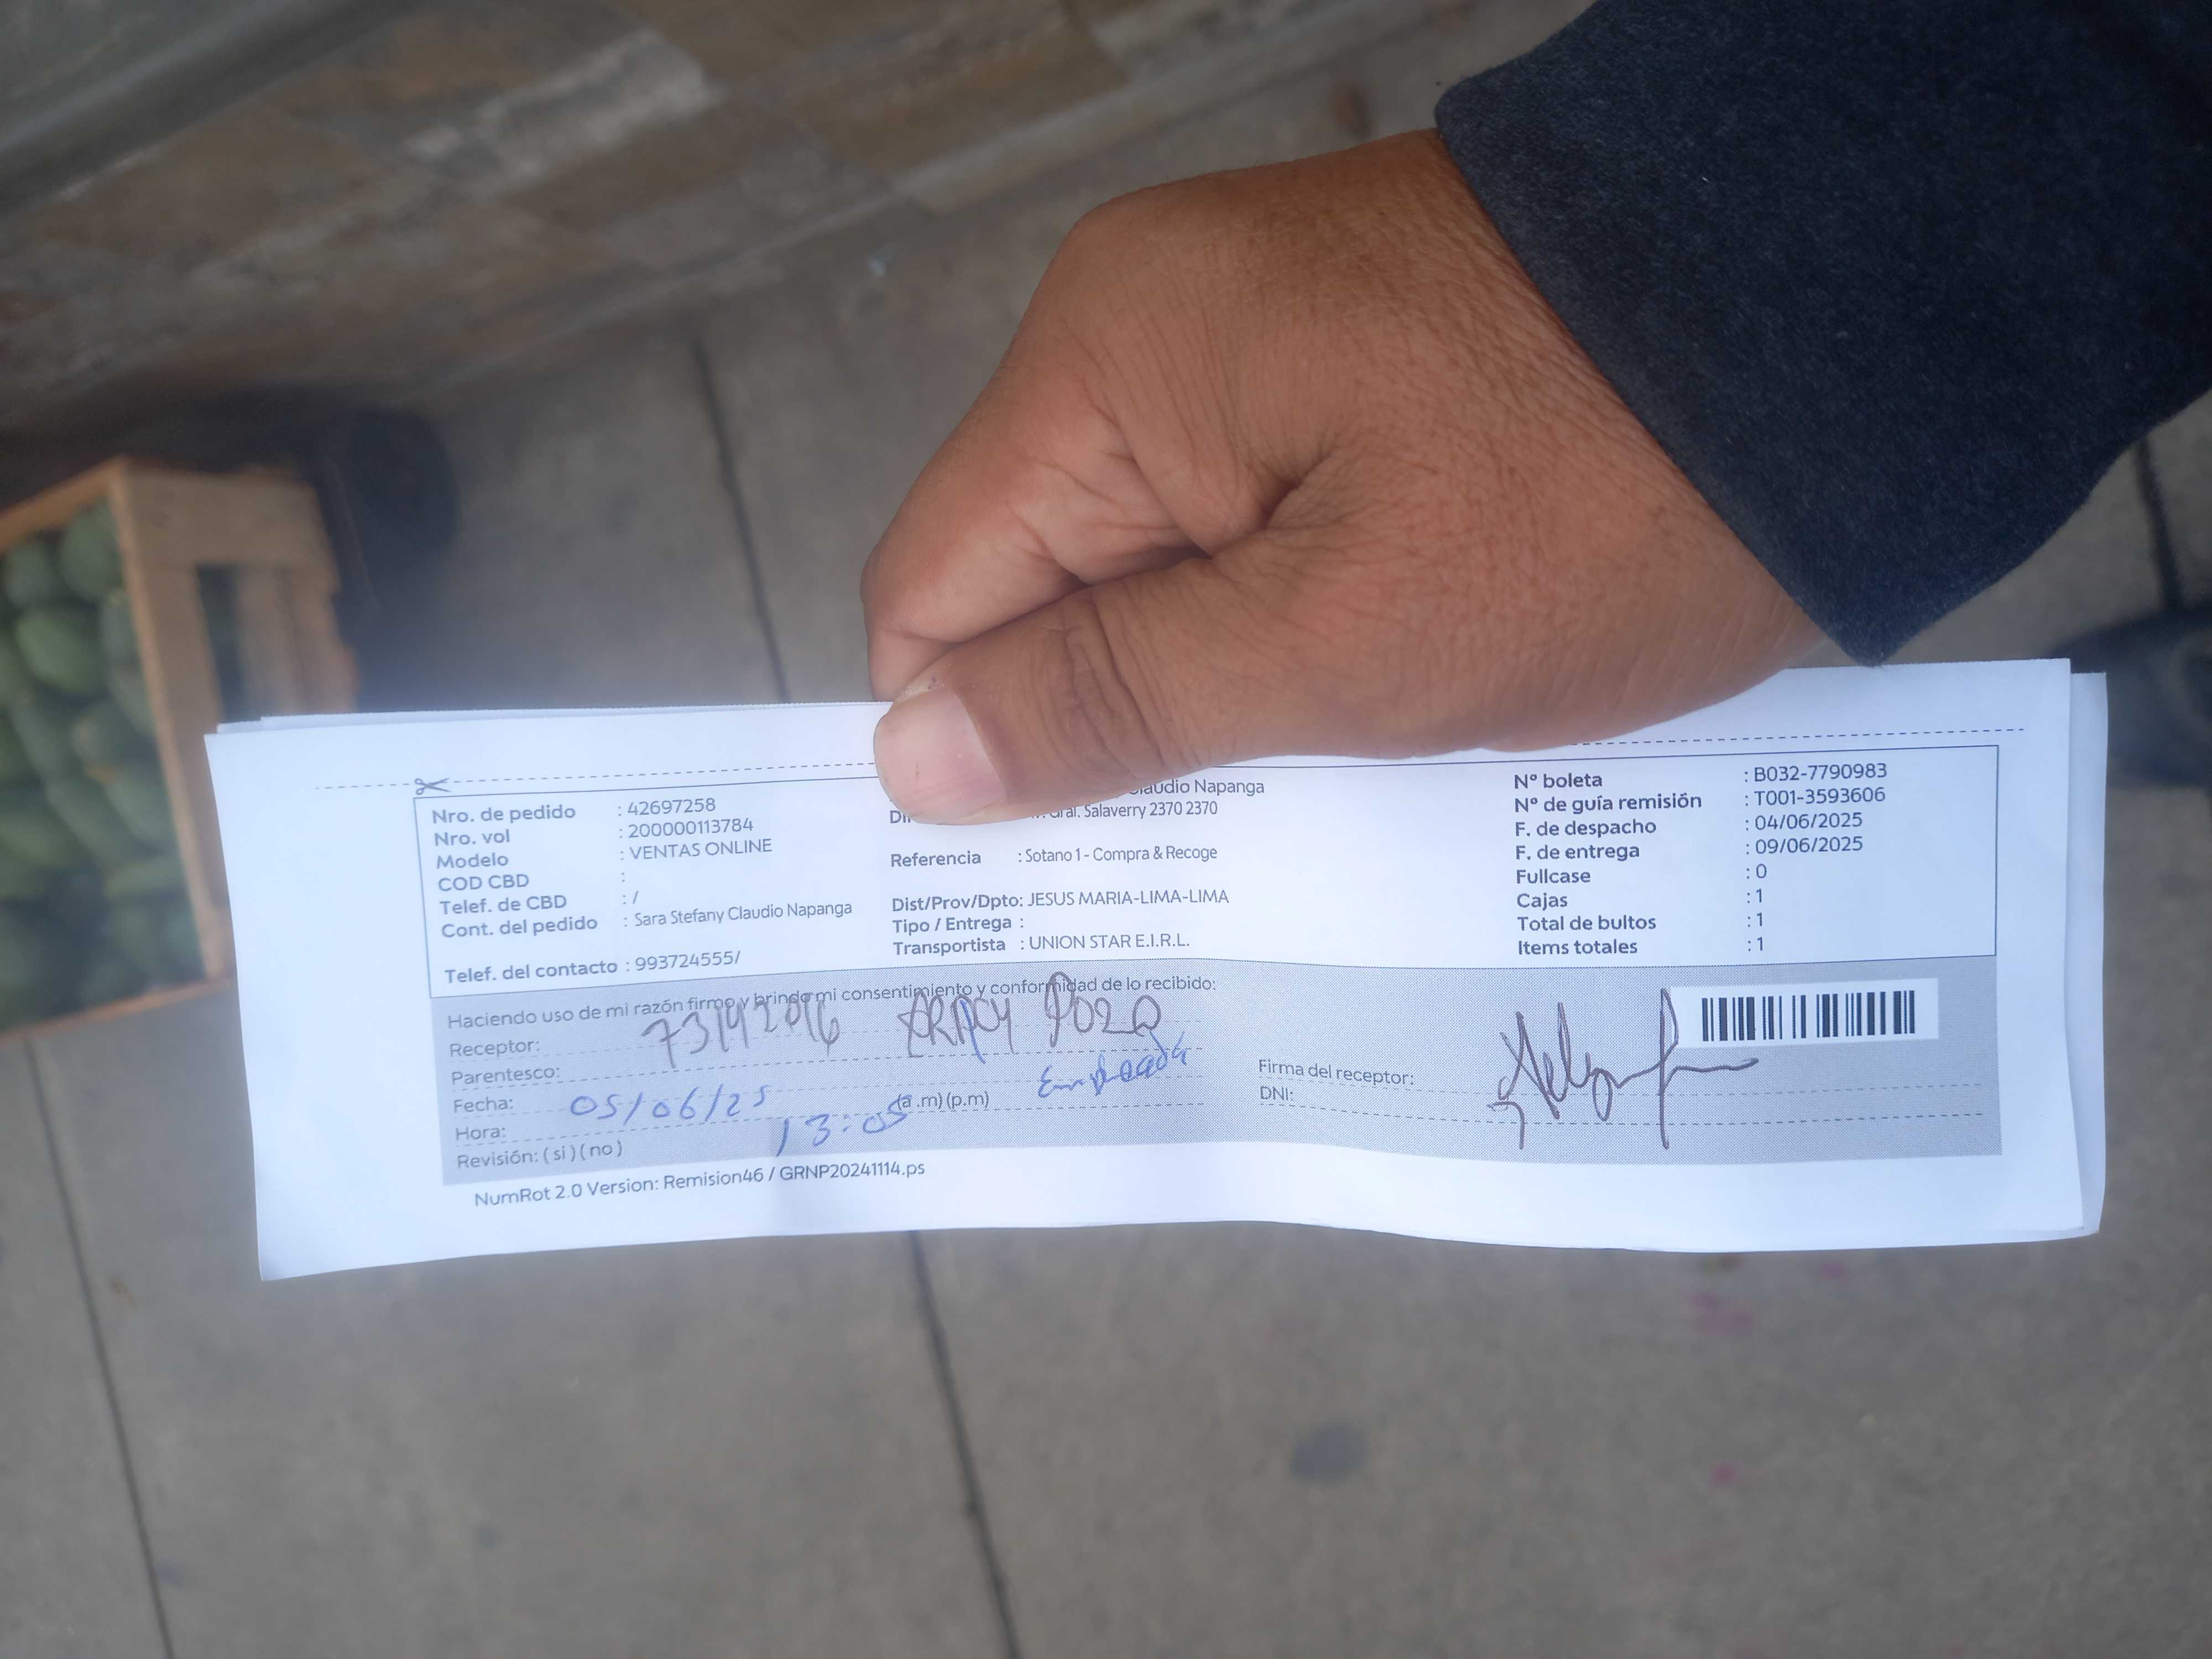 Nro. de pedido : 42697258
Nro. vol : 200000113784
Modelo : VENTAS ONLINE
COD CBD :
Telef. de CBD : /
Cont. del pedido : Sara Stefany Claudio Napanga
Telef. del contacto : 993724555/
Claudio Napanga
Gral. Salaverry 2370 2370
Referencia : Sotano 1 - Compra & Recoge
Dist/Prov/Dpto: JESUS MARIA-LIMA-LIMA
Tipo / Entrega :
Transportista : UNION STAR E.I.R.L.
N° boleta : B032-7790983
N° de guía remisión : T001-3593606
F. de despacho : 04/06/2025
F. de entrega : 09/06/2025
Fullcase : 0
Cajas : 1
Total de bultos : 1
Items totales : 1
Haciendo uso de mi razón firmo y brindo mi consentimiento y conformidad de lo recibido:
Receptor:
Parentesco:
Fecha: 05/06/25
Hora: 13:05 (a .m) (p.m)
Revisión: ( si ) ( no )
Firma del receptor:
DNI:
NumRot 2.0 Version: Remision46 / GRNP20241114.ps